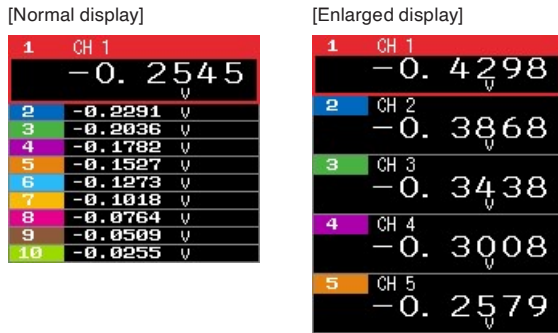 [Normal display]
1 CH 1
-0. 2545
V
2 -0.2291 V
3 -0.2036 V
4 -0.1782 V
5 -0.1527 V
6 -0.1273 V
7 -0.1018 V
8 -0.0764 V
9 -0.0509 V
10 -0.0255 V
[Enlarged display]
1 CH 1
-0. 4298
V
2 CH 2
-0. 3868
V
3 CH 3
-0. 3438
V
4 CH 4
-0. 3008
V
5 CH 5
-0. 2579
V